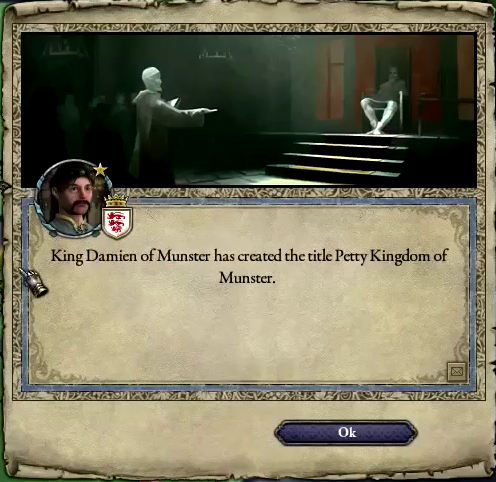 King Damien of Munster has created the title Petty Kingdom of
Munster.
Ok